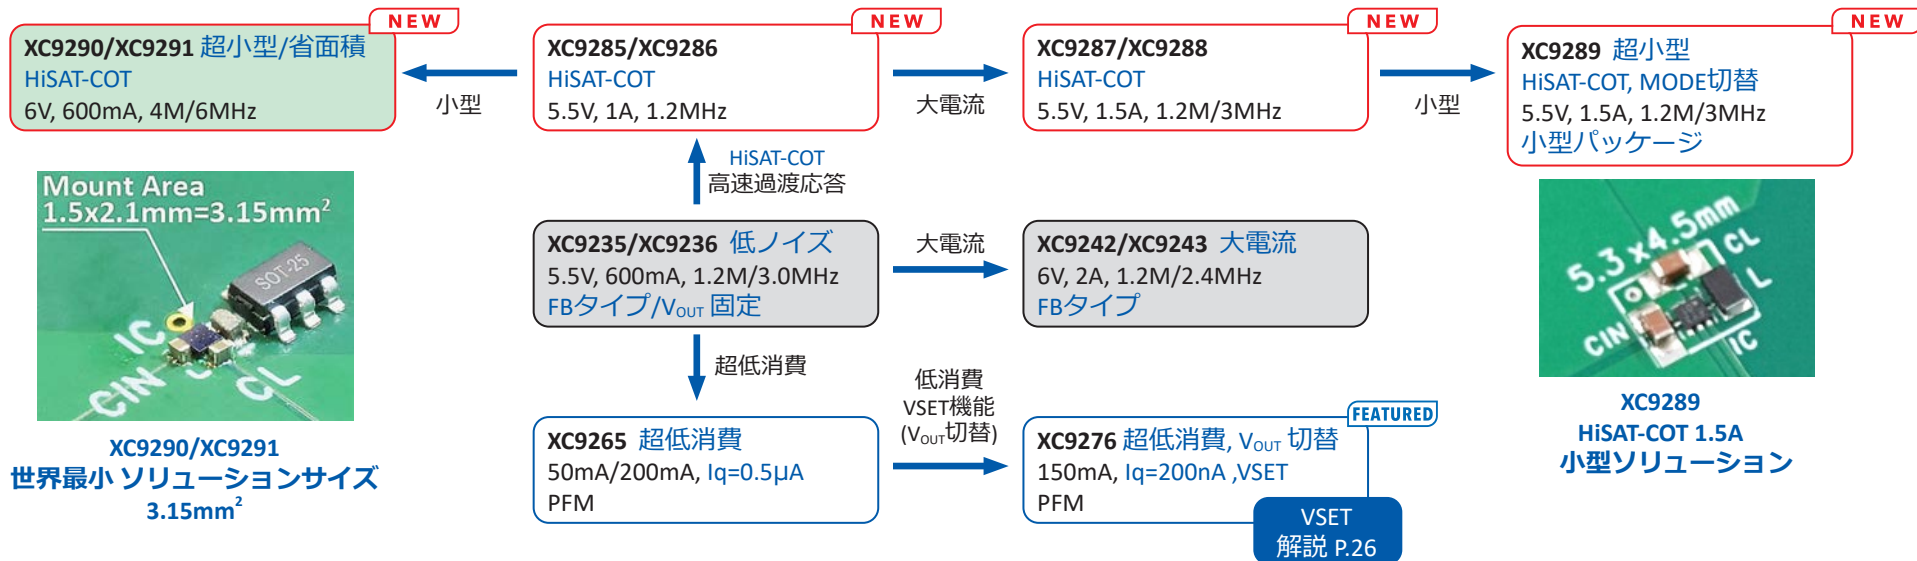 NEW
XC9290/XC9291 超小型/省面積
HiSAT-COT
6V, 600mA, 4M/6MHz
小型
NEW
XC9285/XC9286
HiSAT-COT
5.5V, 1A, 1.2MHz
大電流
NEW
XC9287/XC9288
HiSAT-COT
5.5V, 1.5A, 1.2M/3MHz
小型
NEW
XC9289 超小型
HiSAT-COT, MODE切替
5.5V, 1.5A, 1.2M/3MHz
小型パッケージ
HiSAT-COT
高速過渡応答
Mount Area
1.5x2.1mm=3.15mm²
SOT-25
IC
CIN
L
CL
XC9290/XC9291
世界最小 ソリューションサイズ
3.15mm²
XC9235/XC9236 低ノイズ
5.5V, 600mA, 1.2M/3.0MHz
FBタイプ/VOUT 固定
大電流
XC9242/XC9243 大電流
6V, 2A, 1.2M/2.4MHz
FBタイプ
5.3x4.5mm
CL
L
CIN
IC
XC9289
HiSAT-COT 1.5A
小型ソリューション
超低消費
XC9265 超低消費
50mA/200mA, Iq=0.5μA
PFM
低消費
VSET機能
(VOUT切替)
FEATURED
XC9276 超低消費, VOUT 切替
150mA, Iq=200nA ,VSET
PFM
VSET
解説 P.26